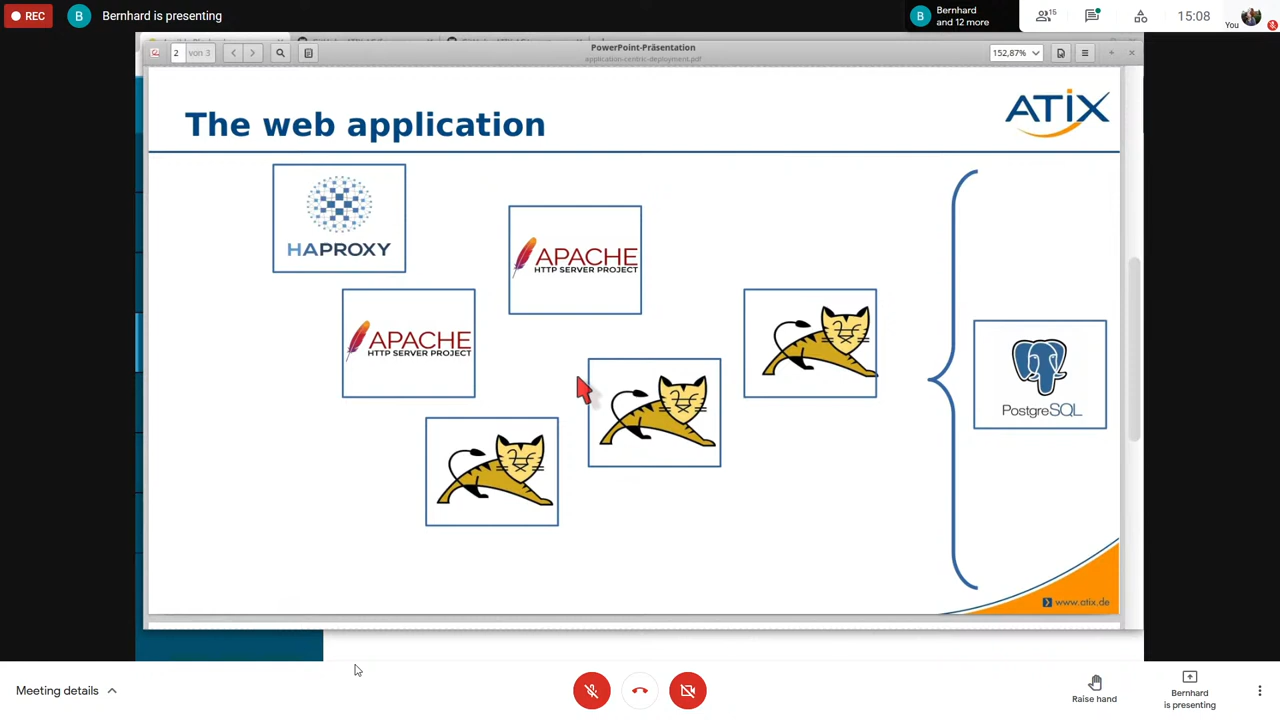 REC
B
Bernhard is presenting
B
Bernhard
and 12 more
15
15:08
You
2
von 3
PowerPoint-Präsentation
application-centric-deployment.pdf
152,87%
The web application
ATIX
HAPROXY
APACHE
HTTP SERVER PROJECT
APACHE
HTTP SERVER PROJECT
PostgreSQL
www.atix.de
Meeting details
Raise hand
Bernhard
is presenting